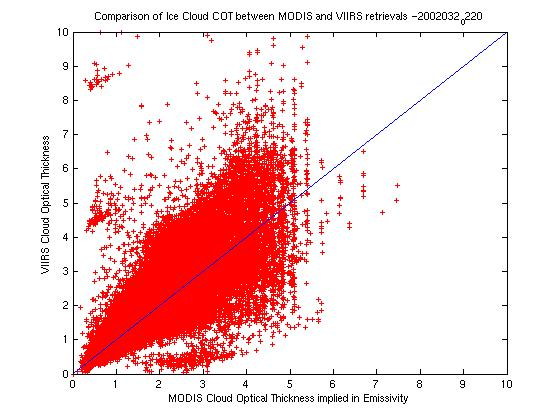 Comparison of Ice Cloud COT between MODIS and VIIRS retrievals -2002032₀220
10
9
8
7
6
5
4
3
2
1
0
VIIRS Cloud Optical Thickness
0 1 2 3 4 5 6 7 8 9 10
MODIS Cloud Optical Thickness implied in Emissivity